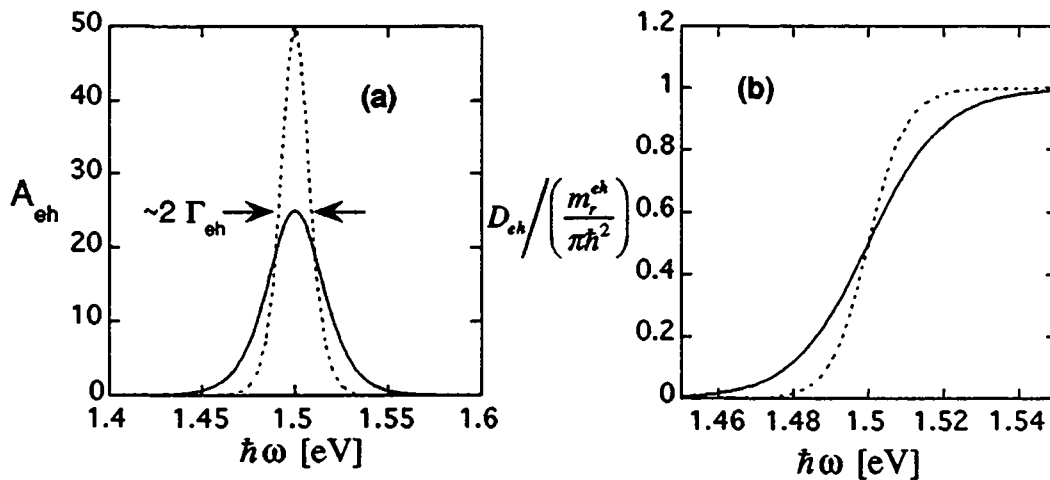 50
40
30
20
10
0
A_eh
(a)
~2 Γ_eh
1.4 1.45 1.5 1.55 1.6
ħω [eV]
1.2
1
0.8
0.6
0.4
0.2
0
D_eh/(m_r^eh/πħ²)
(b)
1.46 1.48 1.5 1.52 1.54
ħω [eV]